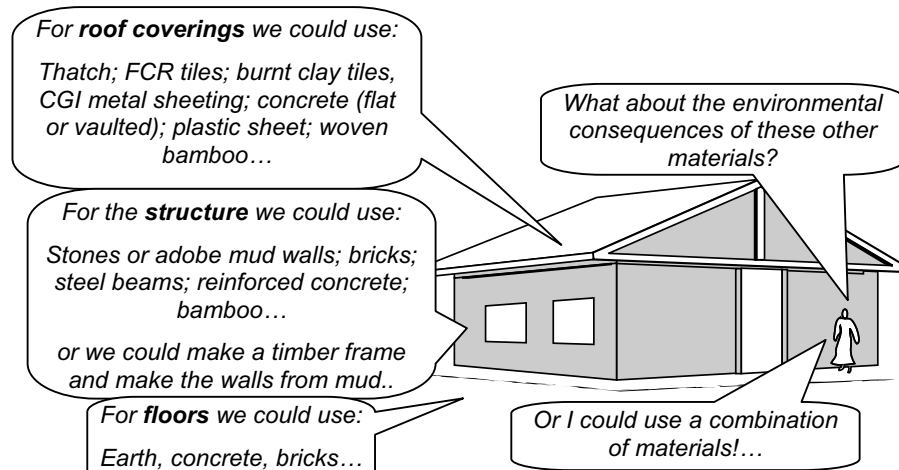 For roof coverings we could use:
Thatch; FCR tiles; burnt clay tiles,
CGI metal sheeting; concrete (flat
or vaulted); plastic sheet; woven
bamboo…
What about the environmental
consequences of these other
materials?
For the structure we could use:
Stones or adobe mud walls; bricks;
steel beams; reinforced concrete;
bamboo…
or we could make a timber frame
and make the walls from mud..
For floors we could use:
Earth, concrete, bricks…
Or I could use a combination
of materials!…